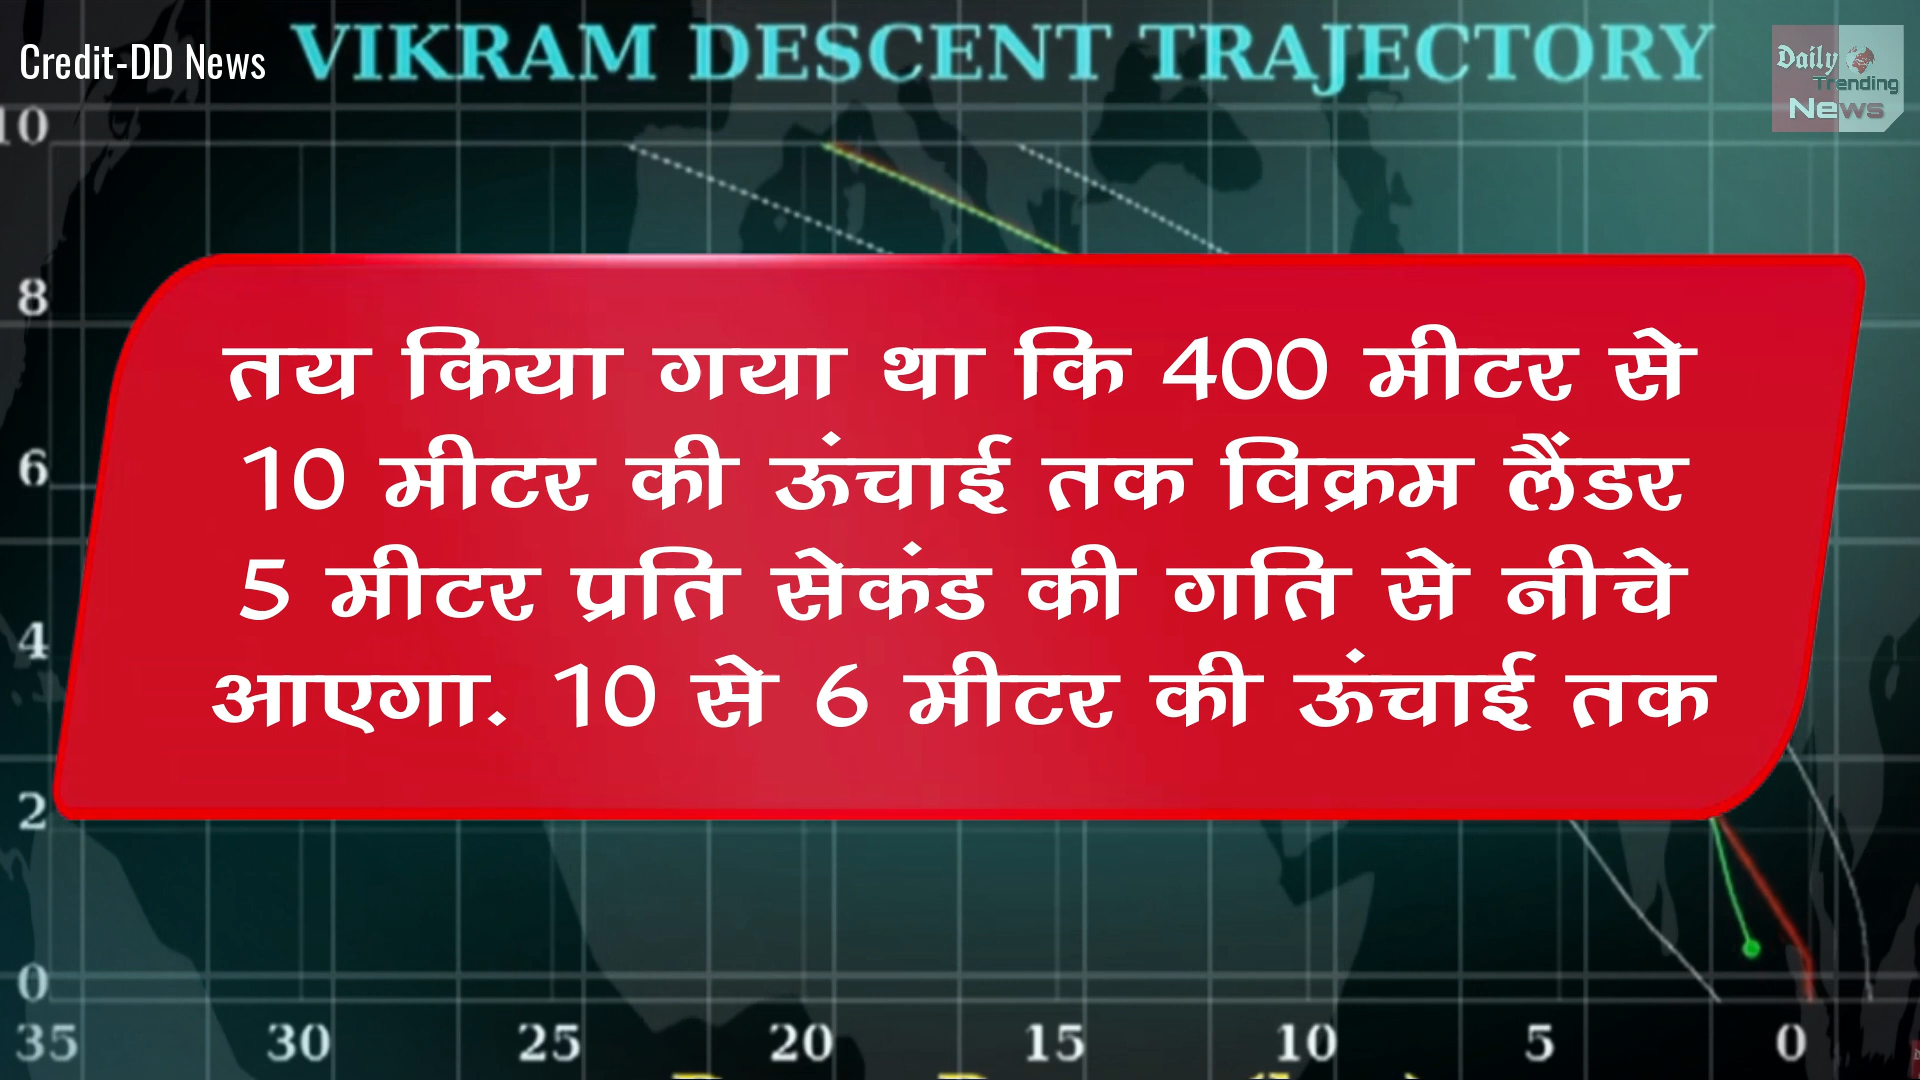 Credit-DD News
VIKRAM DESCENT TRAJECTORY
Daily
Trending
News
10
8
6
4
2
0
तय किया गया था कि 400 मीटर से
10 मीटर की ऊंचाई तक विक्रम लैंडर
5 मीटर प्रति सेकंड की गति से नीचे
आएगा. 10 से 6 मीटर की ऊंचाई तक
35 30 25 20 15 10 5 0